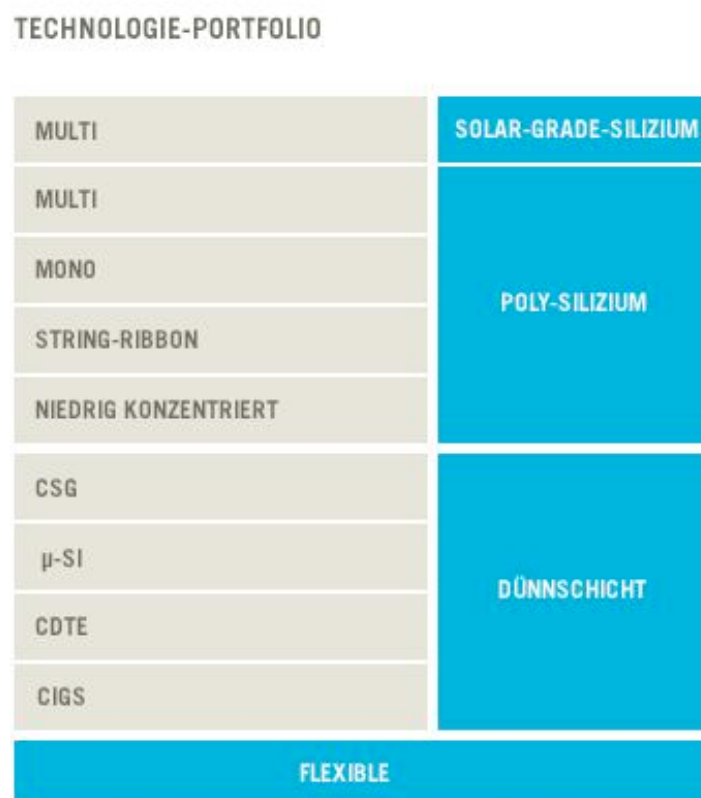 TECHNOLOGIE-PORTFOLIO
MULTI
SOLAR-GRADE-SILIZIUM
MULTI
MONO
STRING-RIBBON
NIEDRIG KONZENTRIERT
POLY-SILIZIUM
CSG
µ-SI
CDTE
CIGS
DÜNNSCHICHT
FLEXIBLE